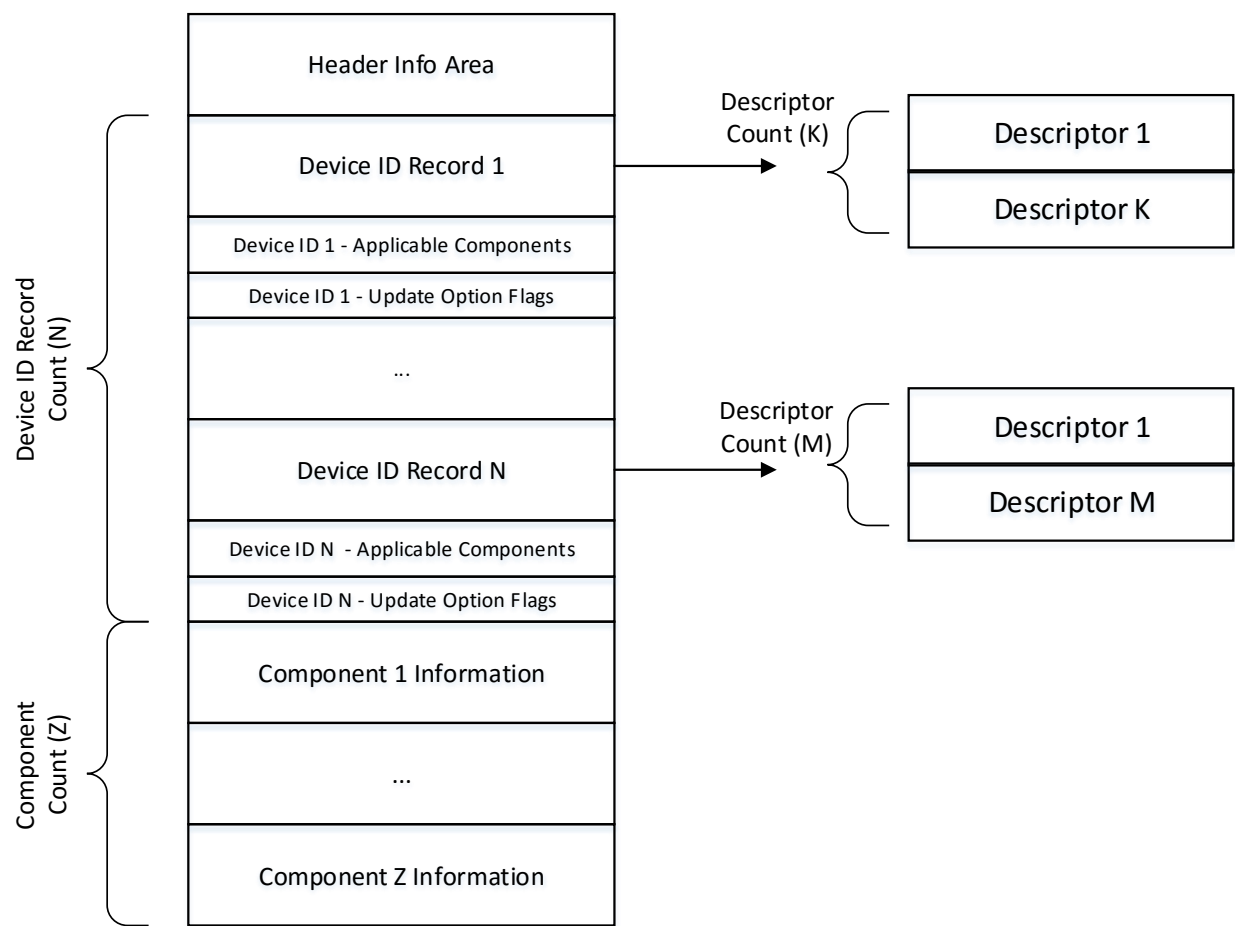 Header Info Area
Device ID Record
Count (N)
Device ID Record 1
Descriptor
Count (K)
Descriptor 1
Descriptor K
Device ID 1 - Applicable Components
Device ID 1 - Update Option Flags
...
Device ID Record N
Descriptor
Count (M)
Descriptor 1
Descriptor M
Device ID N - Applicable Components
Device ID N - Update Option Flags
Component
Count (Z)
Component 1 Information
...
Component Z Information